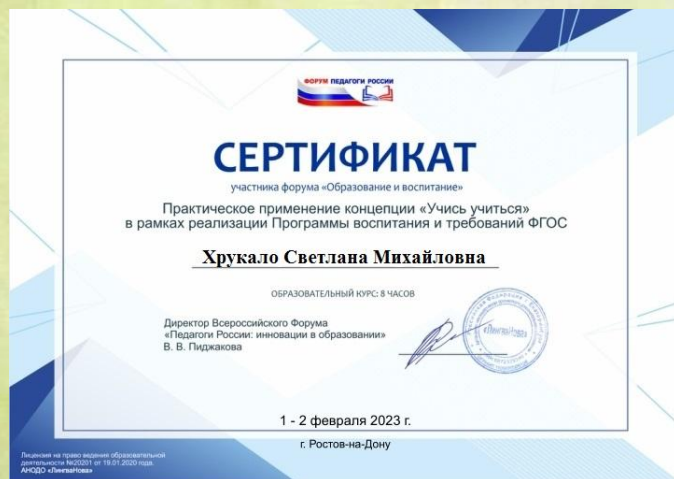 ФОРУМ ПЕДАГОГИ РОССИИ
СЕРТИФИКАТ
участника форума «Образование и воспитание»
Практическое применение концепции «Учись учиться»
в рамках реализации Программы воспитания и требований ФГОС
Хрукало Светлана Михайловна
ОБРАЗОВАТЕЛЬНЫЙ КУРС: 8 ЧАСОВ
Директор Всероссийского Форума
«Педагоги России: инновации в образовании»
В. В. Пиджакова
«ЛингваНова»
1 - 2 февраля 2023 г.
г. Ростов-на-Дону
Лицензия на право ведения образовательной
деятельности №20201 от 19.01.2020 года.
АНОДО «ЛингваНова»